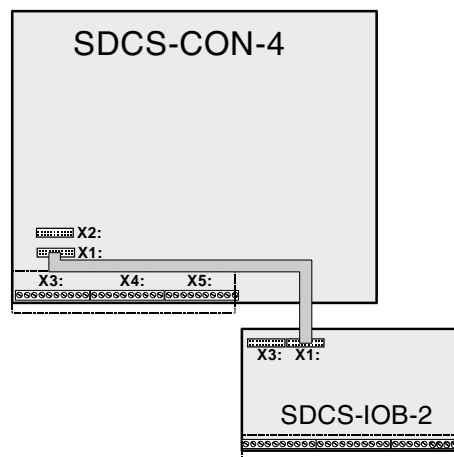 SDCS-CON-4
X2:
X1:
X3: X4: X5:
X3: X1:
SDCS-IOB-2